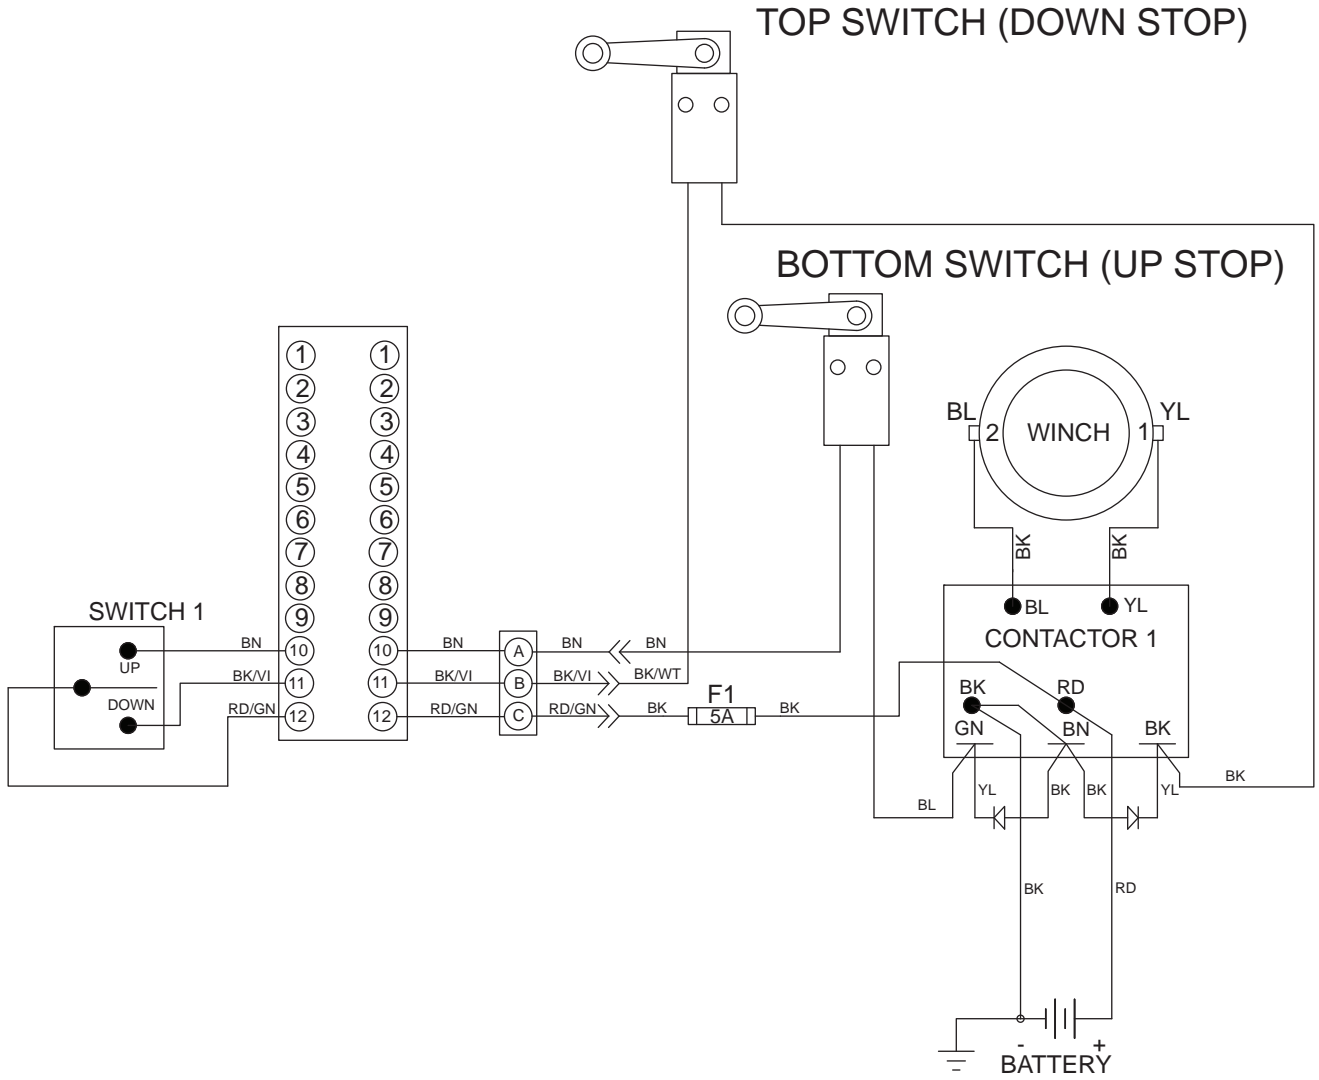 TOP SWITCH (DOWN STOP)
BOTTOM SWITCH (UP STOP)
1 1
2 2
3 3
4 4
5 5
6 6
7 7
8 8
9 9
10 10
11 11
12 12
SWITCH 1
UP
DOWN
BN
BK/VI
RD/GN
BN
BK/VI
RD/GN
A
B
C
BN
BK/VI
RD/GN
BN
BK/WT
BK
F1
5A
BK
BL
2 WINCH 1
YL
BK
BK
BL
YL
CONTACTOR 1
BK
RD
GN
BN
BK
BL
YL
BK
BK
YL
BK
BK
RD
- +
BATTERY